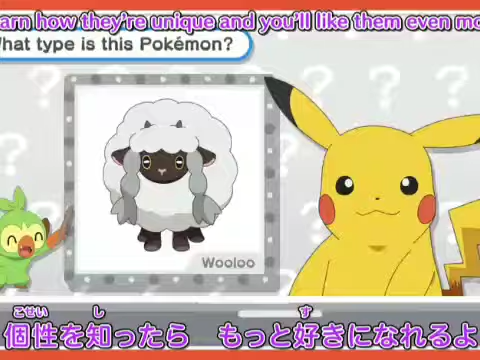 arn how they're unique and you'll like them even mo
What type is this Pokémon?
Wooloo
こせい し す
個性を知ったら もっと好きになれるよ